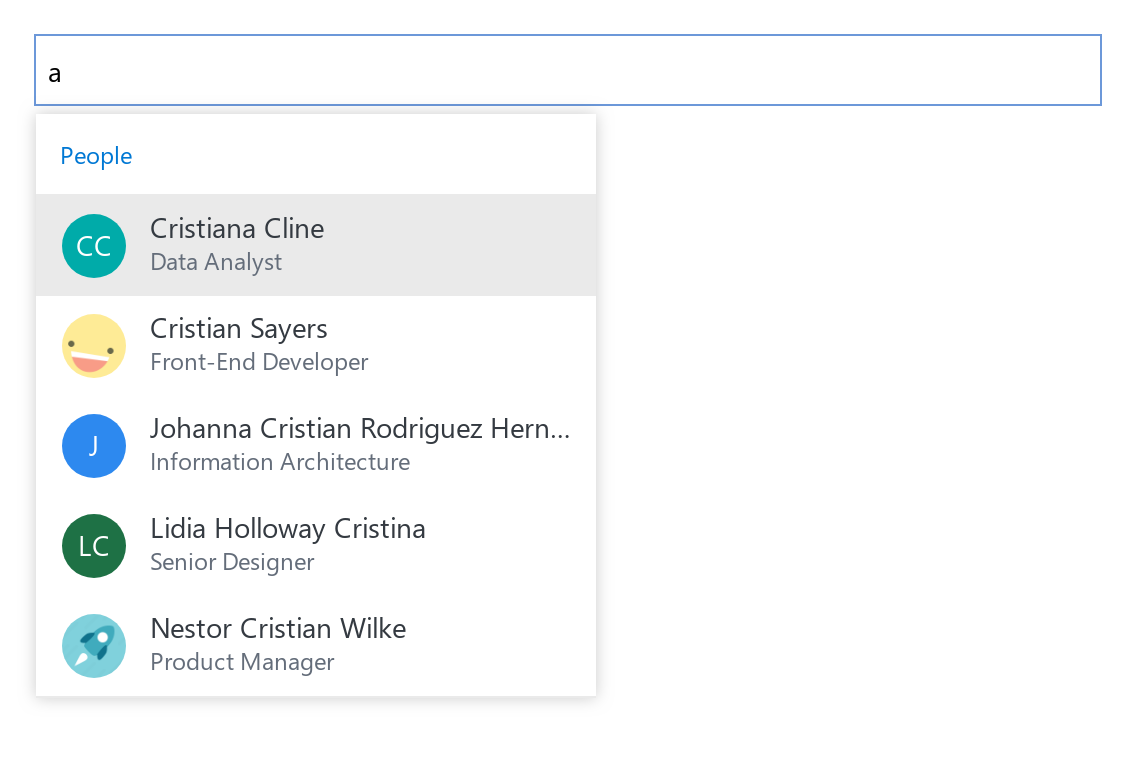 a
People
CC
Cristiana Cline
Data Analyst
Cristian Sayers
Front-End Developer
J
Johanna Cristian Rodriguez Hern...
Information Architecture
LC
Lidia Holloway Cristina
Senior Designer
Nestor Cristian Wilke
Product Manager